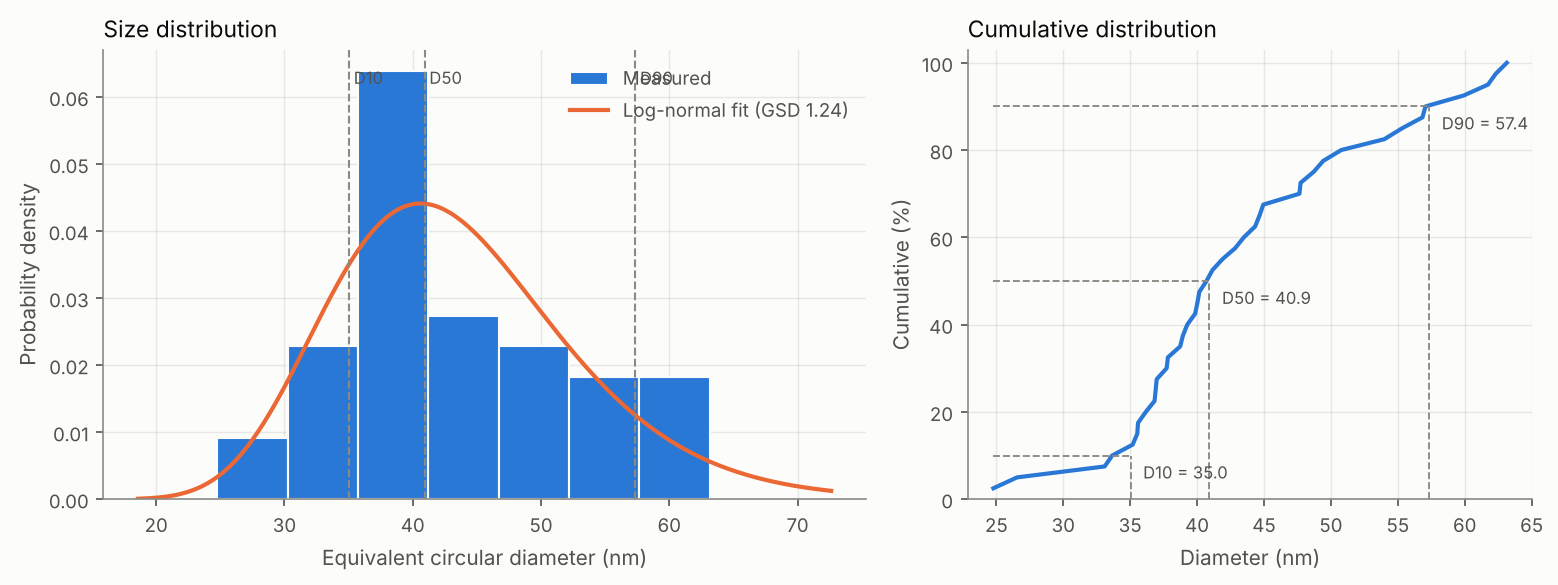 Size distribution
Probability density
0.06
0.05
0.04
0.03
0.02
0.01
0.00
D10
D50
D90
Measured
Log-normal fit (GSD 1.24)
20 30 40 50 60 70
Equivalent circular diameter (nm)
Cumulative distribution
Cumulative (%)
100
80
60
40
20
0
D90 = 57.4
D50 = 40.9
D10 = 35.0
25 30 35 40 45 50 55 60 65
Diameter (nm)